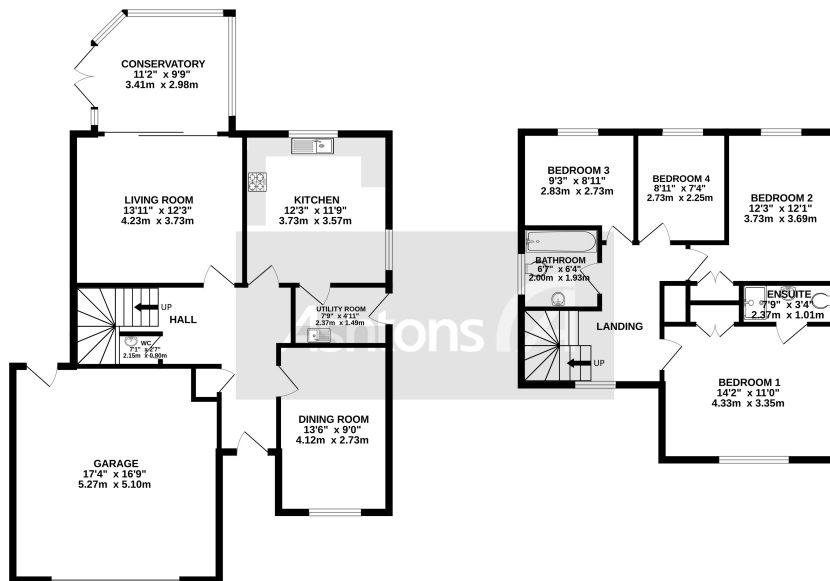 CONSERVATORY
11'2" x 9'9"
3.41m x 2.98m
LIVING ROOM
13'11" x 12'3"
4.23m x 3.73m
KITCHEN
12'3" x 11'9"
3.73m x 3.57m
UTILITY ROOM
7'9" x 4'11"
2.37m x 1.49m
UP
HALL
WC
7'1" x 2'7"
2.15m x 0.80m
DINING ROOM
13'6" x 9'0"
4.12m x 2.73m
GARAGE
17'4" x 16'9"
5.27m x 5.10m
BEDROOM 3
9'3" x 8'11"
2.83m x 2.73m
BEDROOM 4
8'11" x 7'4"
2.73m x 2.25m
BEDROOM 2
12'3" x 12'1"
3.73m x 3.69m
BATHROOM
6'7" x 6'4"
2.00m x 1.93m
ENSUITE
7'9" x 3'4"
2.37m x 1.01m
LANDING
UP
BEDROOM 1
14'2" x 11'0"
4.33m x 3.35m
Ashtons